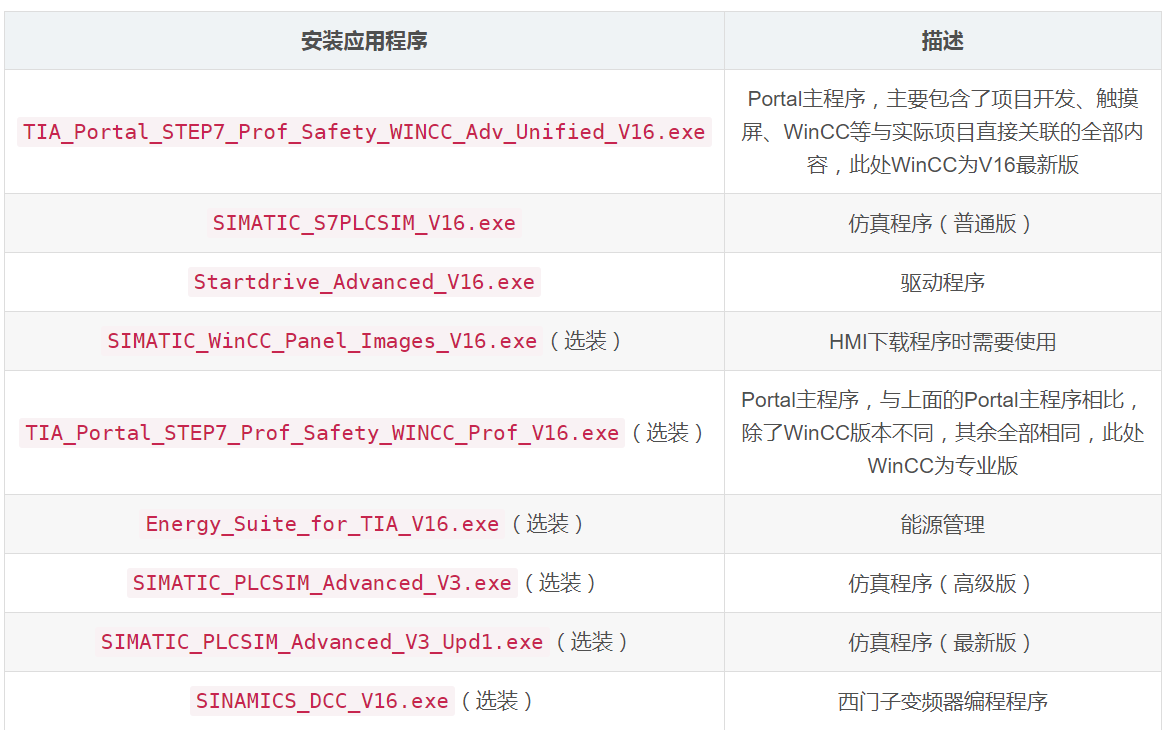 安装应用程序 描述
TIA_Portal_STEP7_Prof_Safety_WINCC_Adv_Unified_V16.exe
Portal主程序，主要包含了项目开发、触摸
屏、WinCC等与实际项目直接关联的全部内
容，此处WinCC为V16最新版
SIMATIC_S7PLCSIM_V16.exe 仿真程序（普通版）
Startdrive_Advanced_V16.exe 驱动程序
SIMATIC_WinCC_Panel_Images_V16.exe（选装） HMI下载程序时需要使用
TIA_Portal_STEP7_Prof_Safety_WINCC_Prof_V16.exe（选装）
Portal主程序，与上面的Portal主程序相比，
除了WinCC版本不同，其余全部相同，此处
WinCC为专业版
Energy_Suite_for_TIA_V16.exe（选装） 能源管理
SIMATIC_PLCSIM_Advanced_V3.exe（选装） 仿真程序（高级版）
SIMATIC_PLCSIM_Advanced_V3_Upd1.exe（选装） 仿真程序（最新版）
SINAMICS_DCC_V16.exe（选装） 西门子变频器编程程序